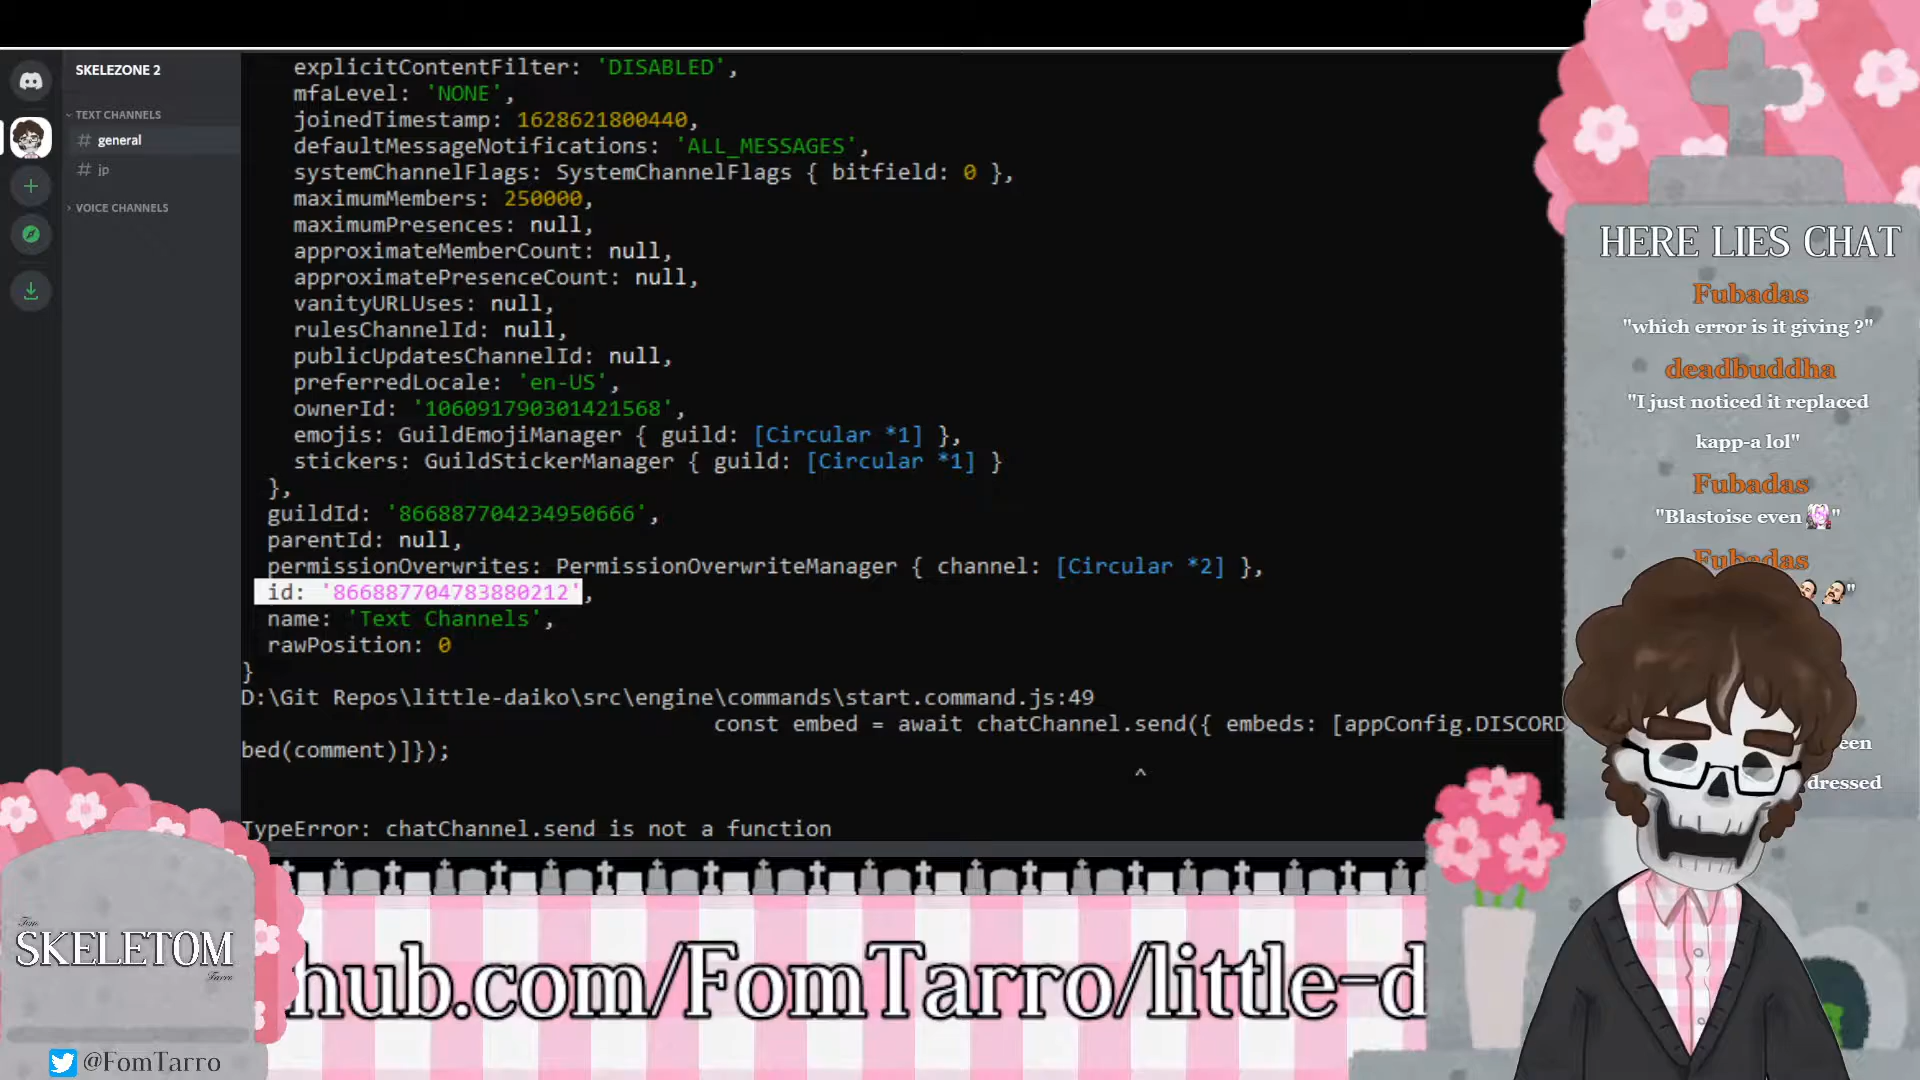 SKELEZONE 2
TEXT CHANNELS
# general
# jp
VOICE CHANNELS
explicitContentFilter: 'DISABLED',
mfaLevel: 'NONE',
joinedTimestamp: 1628621800440,
defaultMessageNotifications: 'ALL_MESSAGES',
systemChannelFlags: SystemChannelFlags { bitfield: 0 },
maximumMembers: 250000,
maximumPresences: null,
approximateMemberCount: null,
approximatePresenceCount: null,
vanityURLUses: null,
rulesChannelId: null,
publicUpdatesChannelId: null,
preferredLocale: 'en-US',
ownerId: '106091790301421568',
emojis: GuildEmojiManager { guild: [Circular *1] },
stickers: GuildStickerManager { guild: [Circular *1] }
},
guildId: '866887704234950666',
parentId: null,
permissionOverwrites: PermissionOverwriteManager { channel: [Circular *2] },
id: '866887704783880212',
name: 'Text Channels',
rawPosition: 0
}
D:\Git Repos\little-daiko\src\engine\commands\start.command.js:49
const embed = await chatChannel.send({ embeds: [appConfig.DISCORD
bed(comment)]});
^
TypeError: chatChannel.send is not a function
HERE LIES CHAT
Fubadas
"which error is it giving ?"
deadbuddha
"I just noticed it replaced
kapp-a lol"
Fubadas
"Blastoise even "
Fubadas
"
een
dressed
Fom
SKELETOM
Tarro
@FomTarro
hub.com/FomTarro/little-d